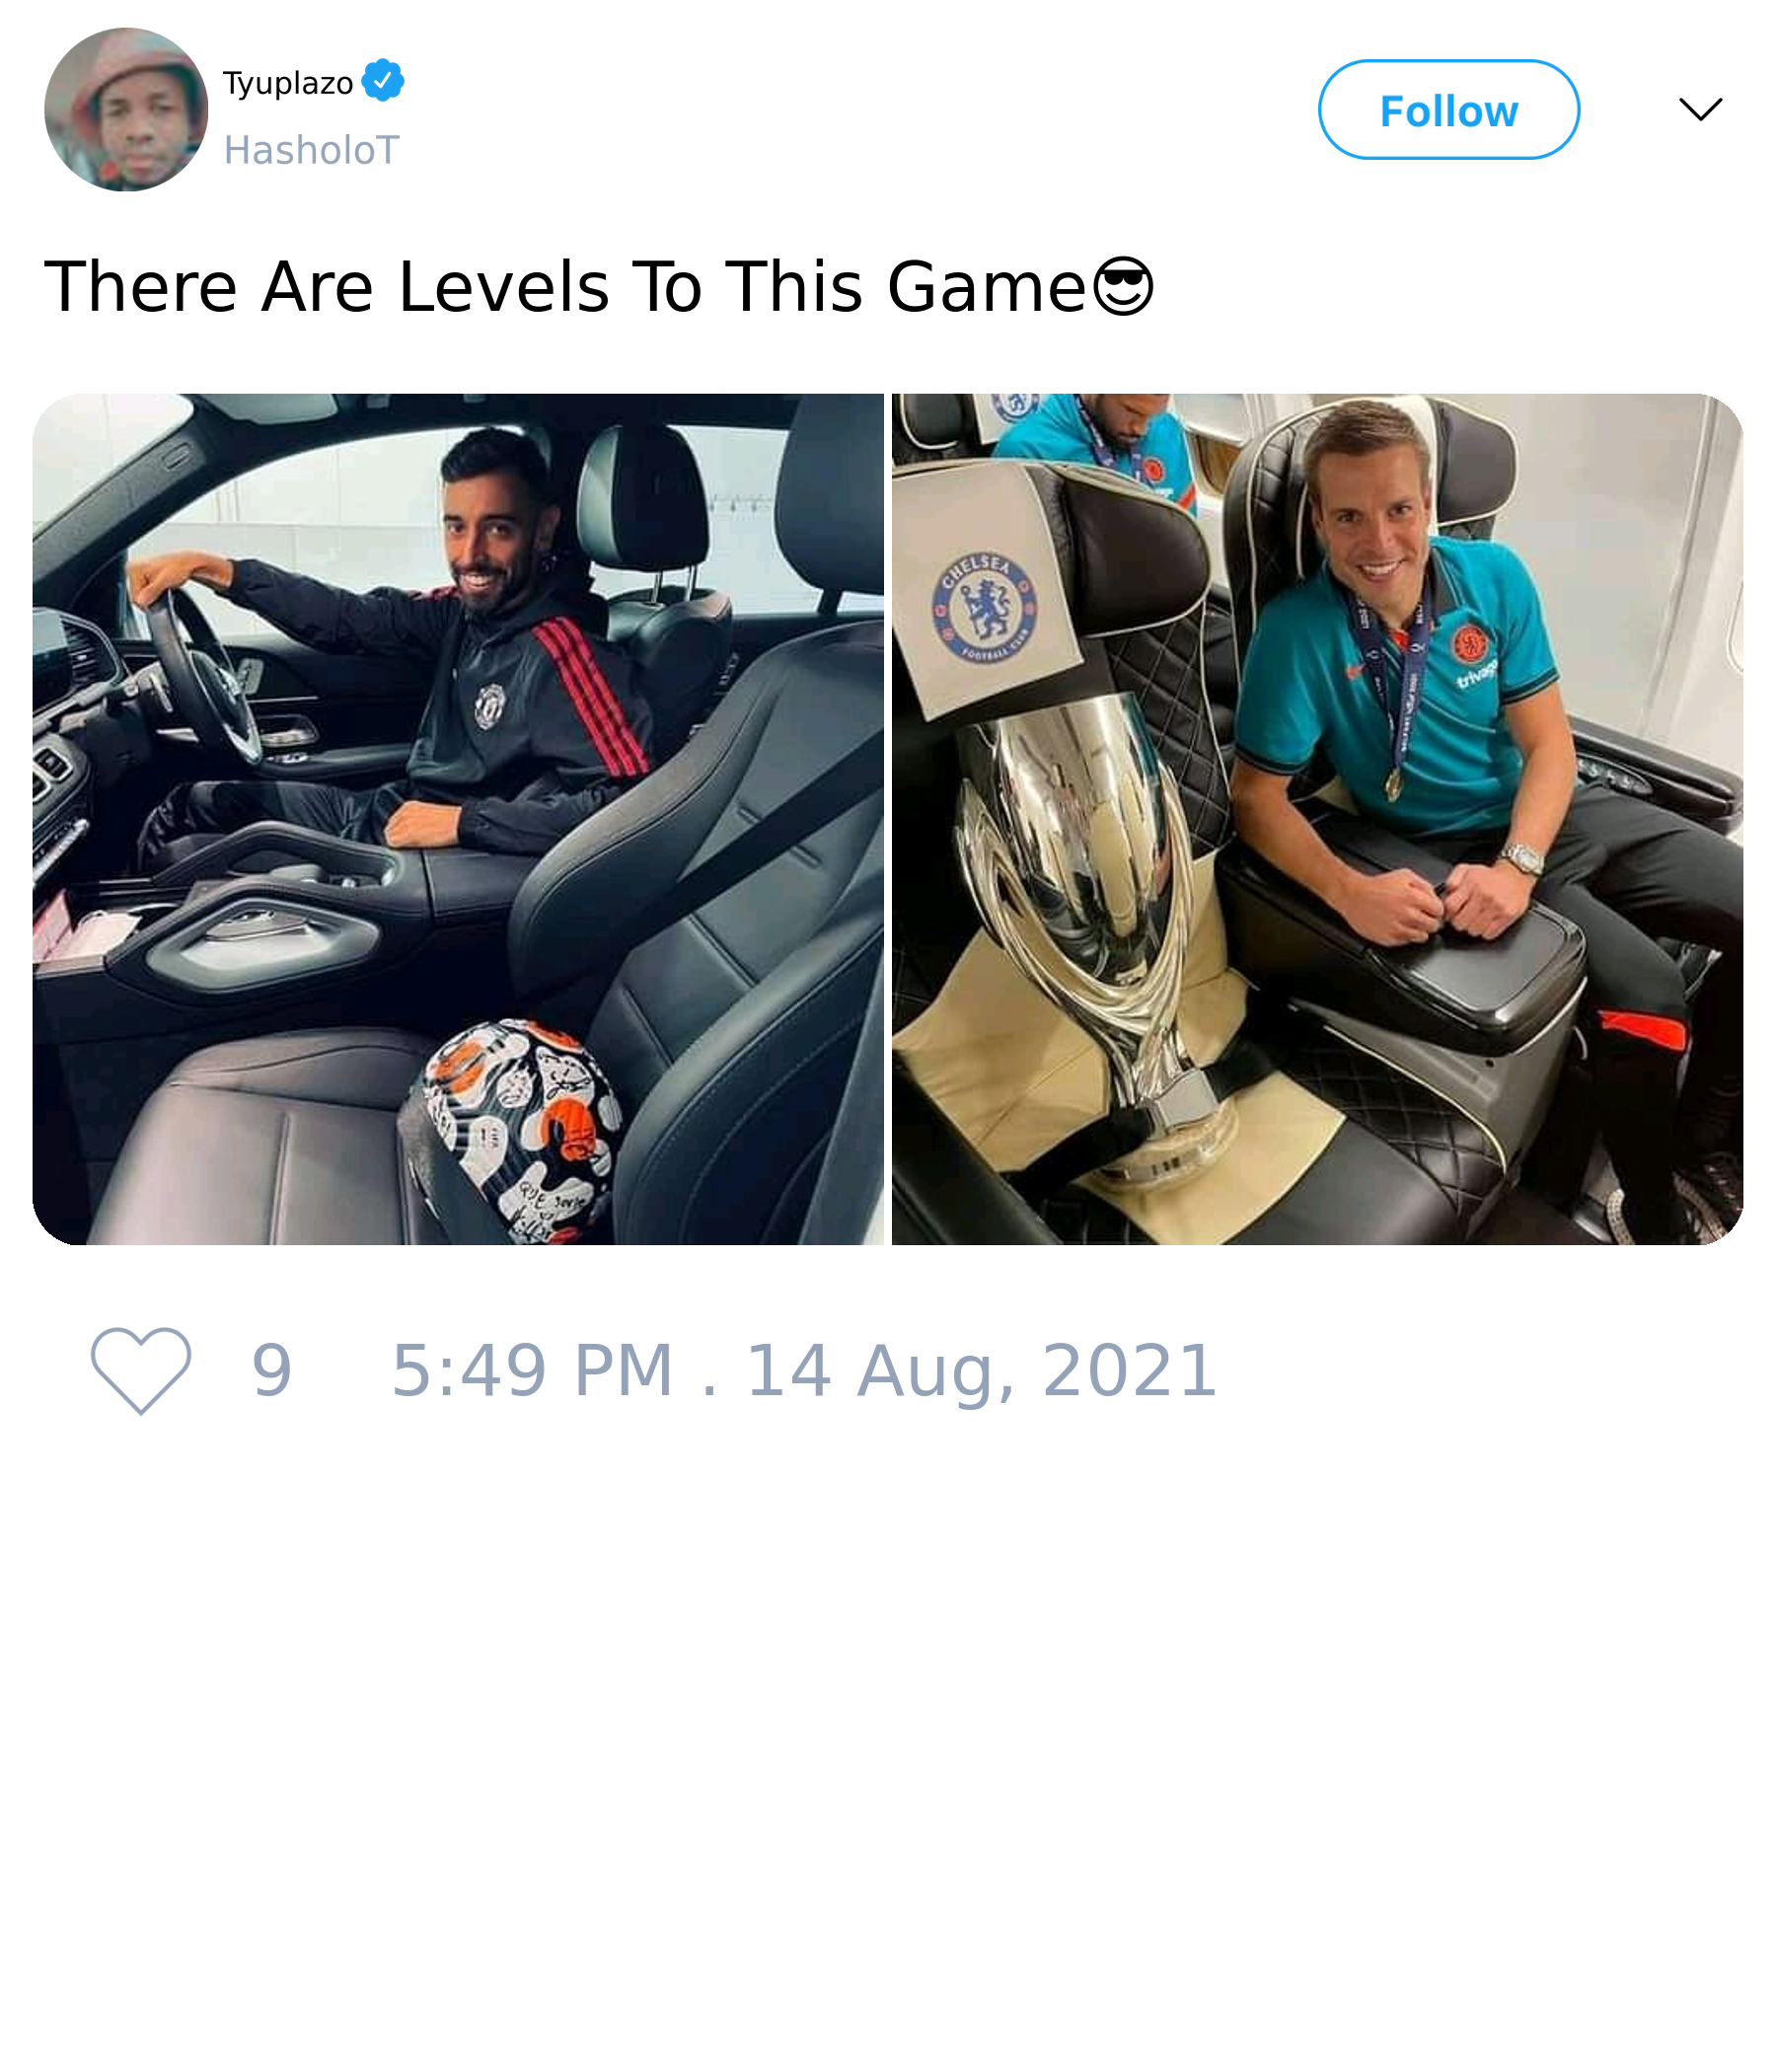 Tyuplazo
HasholoT
Follow
There Are Levels To This Game😎
CHELSEA
FOOTBALL CLUB
trivago
9
5:49 PM . 14 Aug, 2021